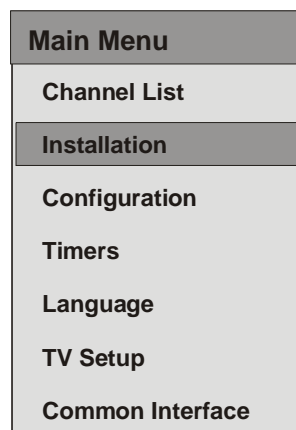 Main Menu
Channel List
Installation
Configuration
Timers
Language
TV Setup
Common Interface